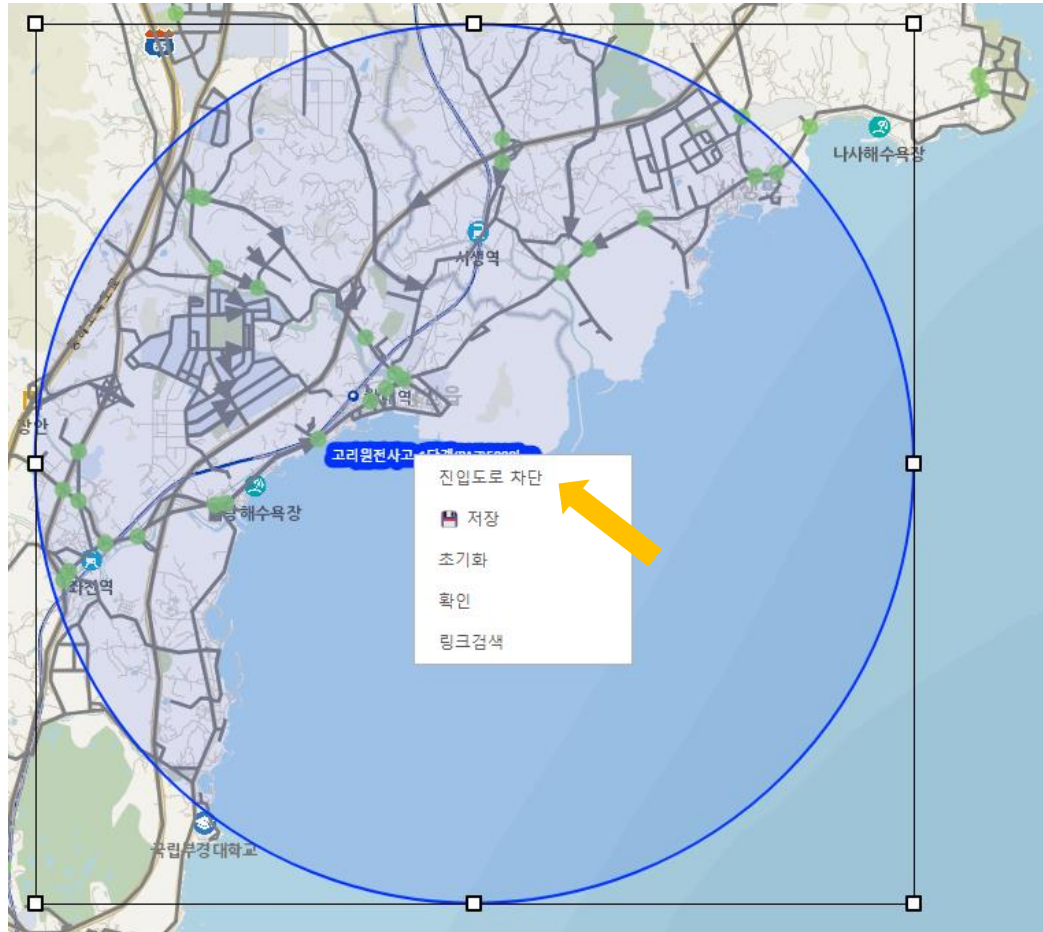 65
나사해수욕장
서생역
장안
고리원전사고
진입도로 차단
저장
해수욕장
초기화
좌천역
확인
링크검색
국립부경대학교